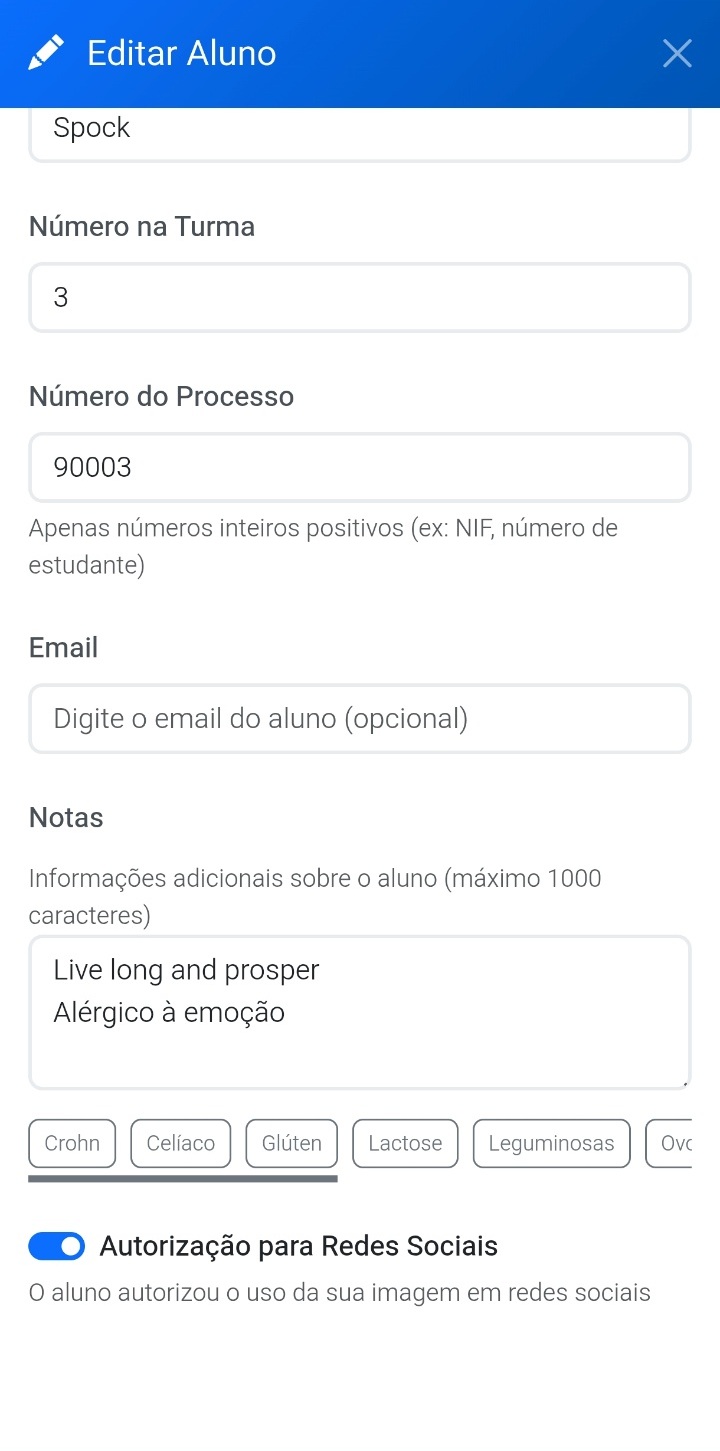 Editar Aluno
Spock
Número na Turma
3
Número do Processo
90003
Apenas números inteiros positivos (ex: NIF, número de
estudante)
Email
Digite o email do aluno (opcional)
Notas
Informações adicionais sobre o aluno (máximo 1000
caracteres)
Live long and prosper
Alérgico à emoção
Crohn Celíaco Glúten Lactose Leguminosas
Autorização para Redes Sociais
O aluno autorizou o uso da sua imagem em redes sociais